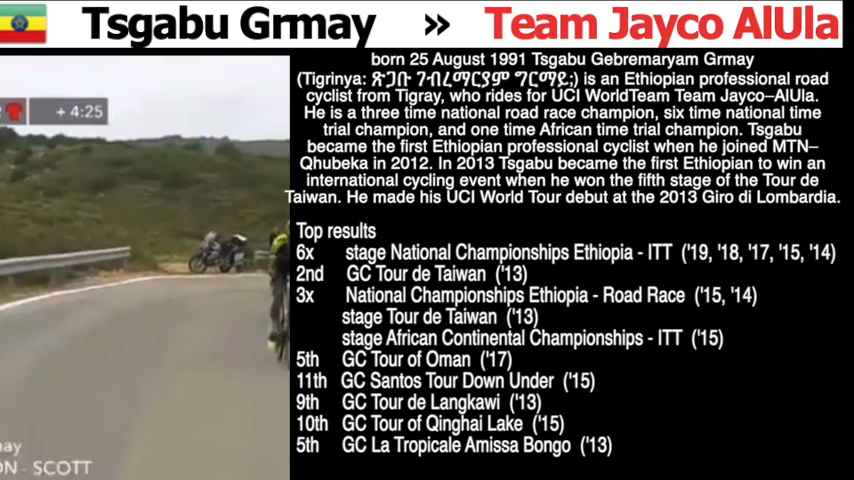 Tsgabu Grmay » Team Jayco AlUla
+ 4:25
born 25 August 1991 Tsgabu Gebremaryam Grmay
(Tigrinya: ጽጋቡ ገብረማርያም ግርማይ;) is an Ethiopian professional road
cyclist from Tigray, who rides for UCI WorldTeam Team Jayco–AlUla.
He is a three time national road race champion, six time national time
trial champion, and one time African time trial champion. Tsgabu
became the first Ethiopian professional cyclist when he joined MTN–
Qhubeka in 2012. In 2013 Tsgabu became the first Ethiopian to win an
international cycling event when he won the fifth stage of the Tour de
Taiwan. He made his UCI World Tour debut at the 2013 Giro di Lombardia.
Top results
6x stage National Championships Ethiopia - ITT ('19, '18, '17, '15, '14)
2nd GC Tour de Taiwan ('13)
3x National Championships Ethiopia - Road Race ('15, '14)
stage Tour de Taiwan ('13)
stage African Continental Championships - ITT ('15)
5th GC Tour of Oman ('17)
11th GC Santos Tour Down Under ('15)
9th GC Tour de Langkawi ('13)
10th GC Tour of Qinghai Lake ('15)
5th GC La Tropicale Amissa Bongo ('13)
nay
ON - SCOTT